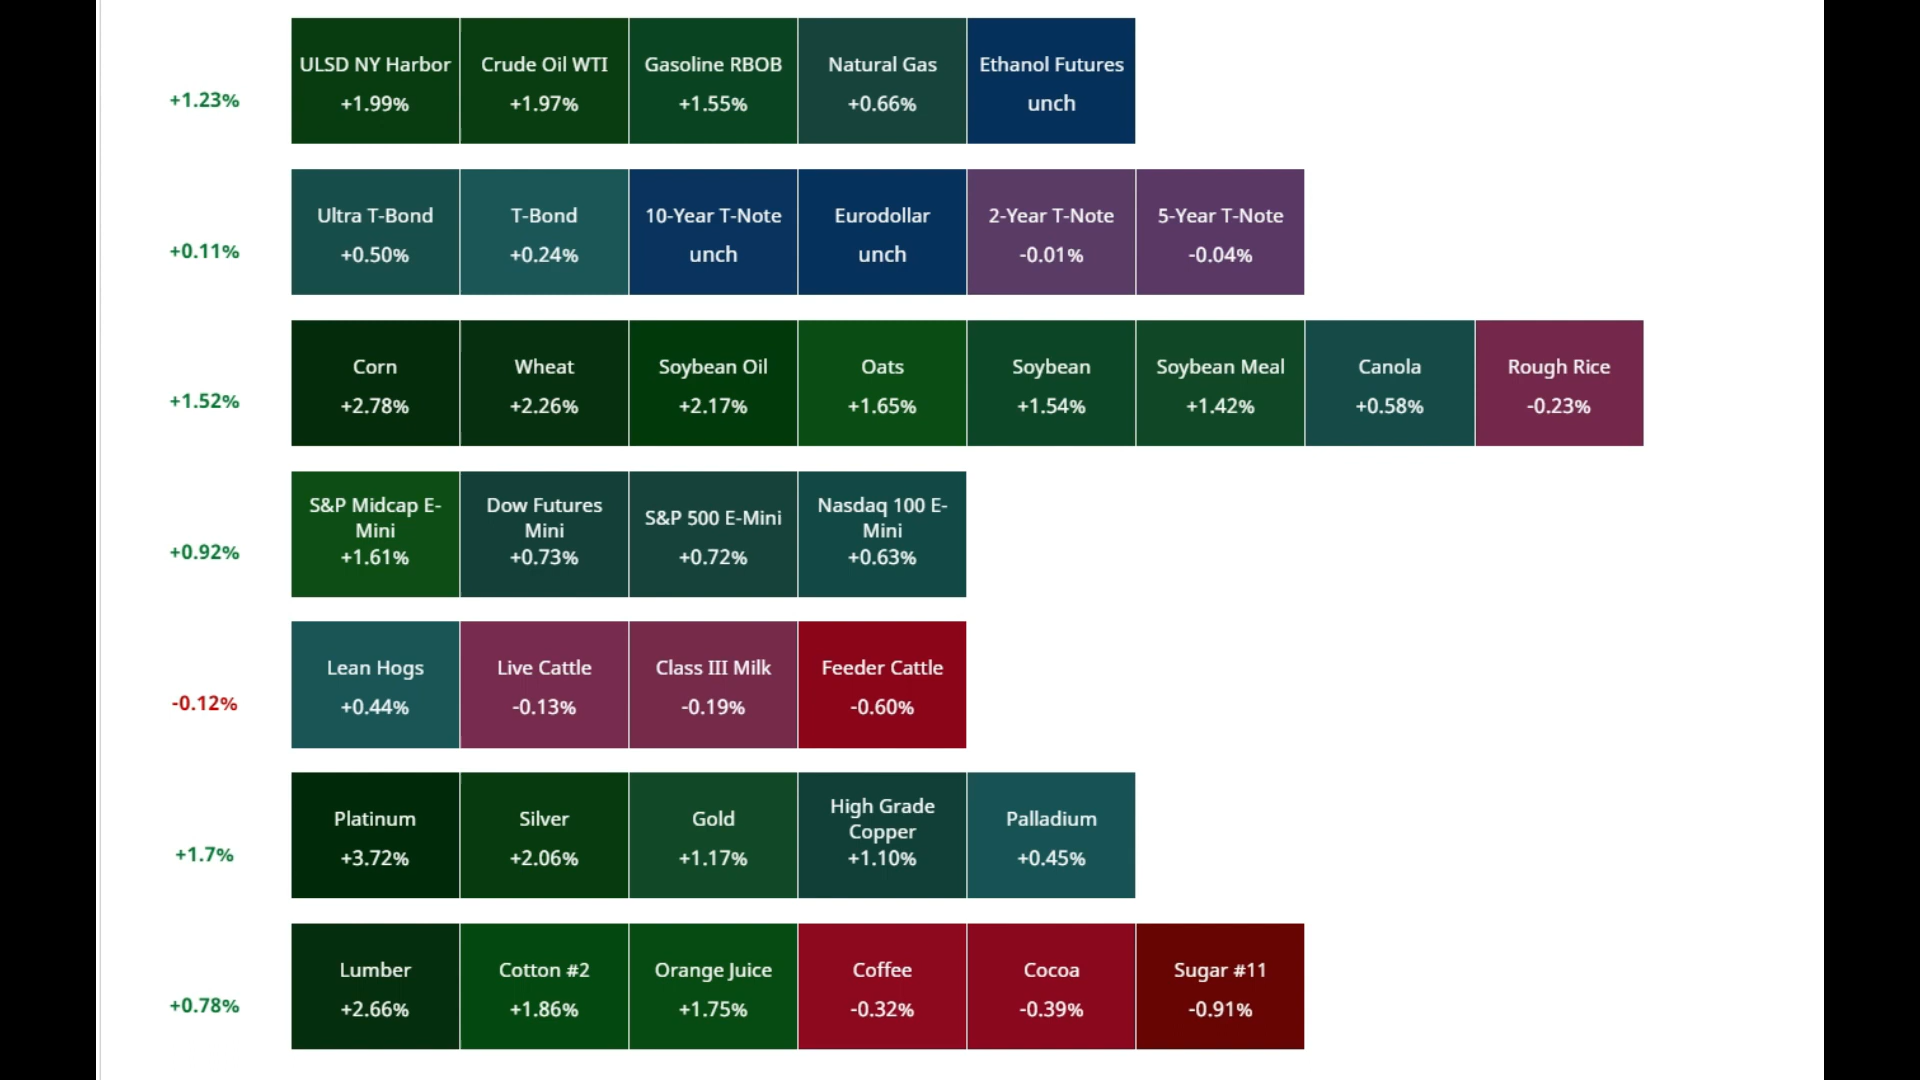 +1.23%
ULSD NY Harbor
+1.99%
Crude Oil WTI
+1.97%
Gasoline RBOB
+1.55%
Natural Gas
+0.66%
Ethanol Futures
unch
+0.11%
Ultra T-Bond
+0.50%
T-Bond
+0.24%
10-Year T-Note
unch
Eurodollar
unch
2-Year T-Note
-0.01%
5-Year T-Note
-0.04%
+1.52%
Corn
+2.78%
Wheat
+2.26%
Soybean Oil
+2.17%
Oats
+1.65%
Soybean
+1.54%
Soybean Meal
+1.42%
Canola
+0.58%
Rough Rice
-0.23%
+0.92%
S&P Midcap E-
Mini
+1.61%
Dow Futures
Mini
+0.73%
S&P 500 E-Mini
+0.72%
Nasdaq 100 E-
Mini
+0.63%
-0.12%
Lean Hogs
+0.44%
Live Cattle
-0.13%
Class III Milk
-0.19%
Feeder Cattle
-0.60%
+1.7%
Platinum
+3.72%
Silver
+2.06%
Gold
+1.17%
High Grade
Copper
+1.10%
Palladium
+0.45%
+0.78%
Lumber
+2.66%
Cotton #2
+1.86%
Orange Juice
+1.75%
Coffee
-0.32%
Cocoa
-0.39%
Sugar #11
-0.91%